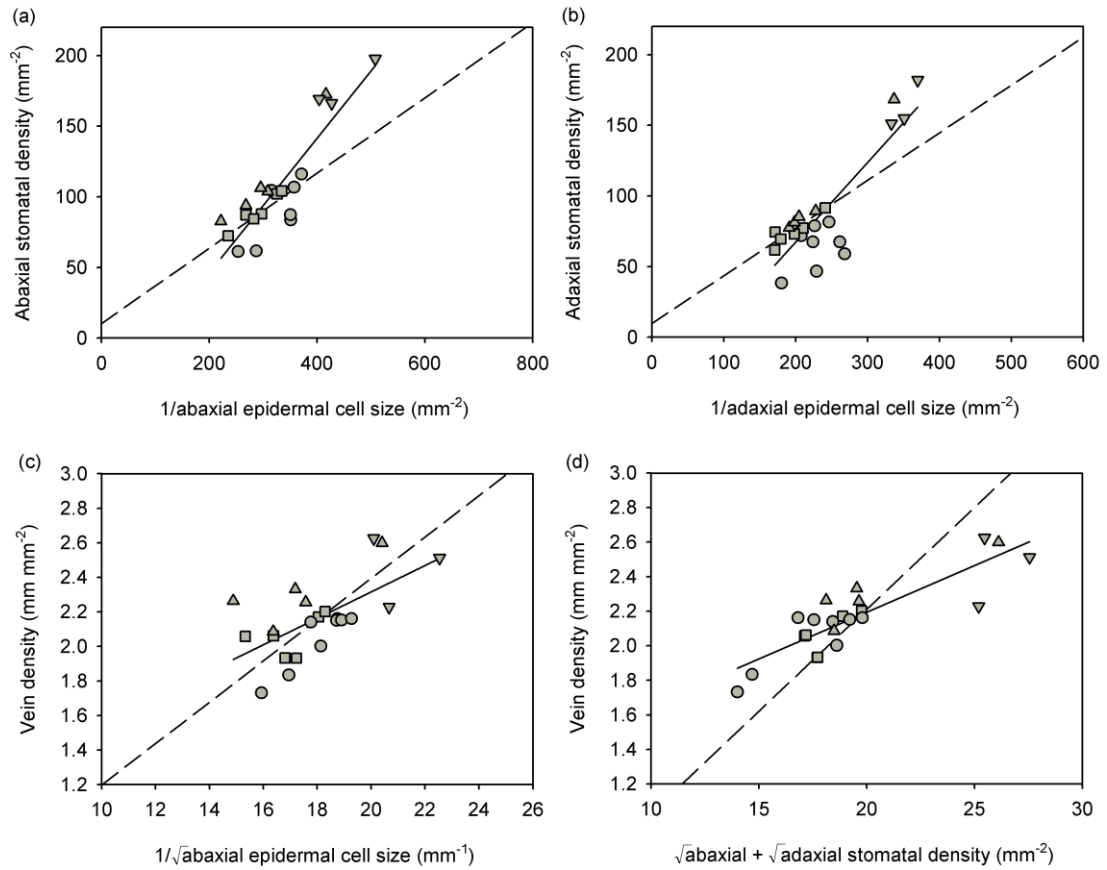 (a)
Abaxial stomatal density (mm⁻²)
200
150
100
50
0
0 200 400 600 800
1/abaxial epidermal cell size (mm⁻²)
(b)
Adaxial stomatal density (mm⁻²)
200
150
100
50
0
0 100 200 300 400 500 600
1/adaxial epidermal cell size (mm⁻²)
(c)
Vein density (mm mm⁻²)
3.0
2.8
2.6
2.4
2.2
2.0
1.8
1.6
1.4
1.2
10 12 14 16 18 20 22 24 26
1/√abaxial epidermal cell size (mm⁻¹)
(d)
Vein density (mm mm⁻²)
3.0
2.8
2.6
2.4
2.2
2.0
1.8
1.6
1.4
1.2
10 15 20 25 30
√abaxial + √adaxial stomatal density (mm⁻²)